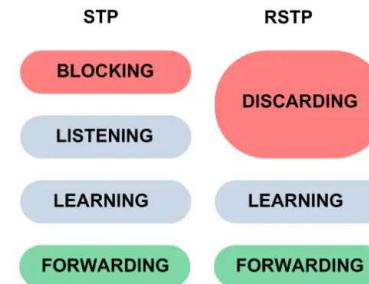 STP RSTP
BLOCKING
DISCARDING
LISTENING
LEARNING LEARNING
FORWARDING FORWARDING